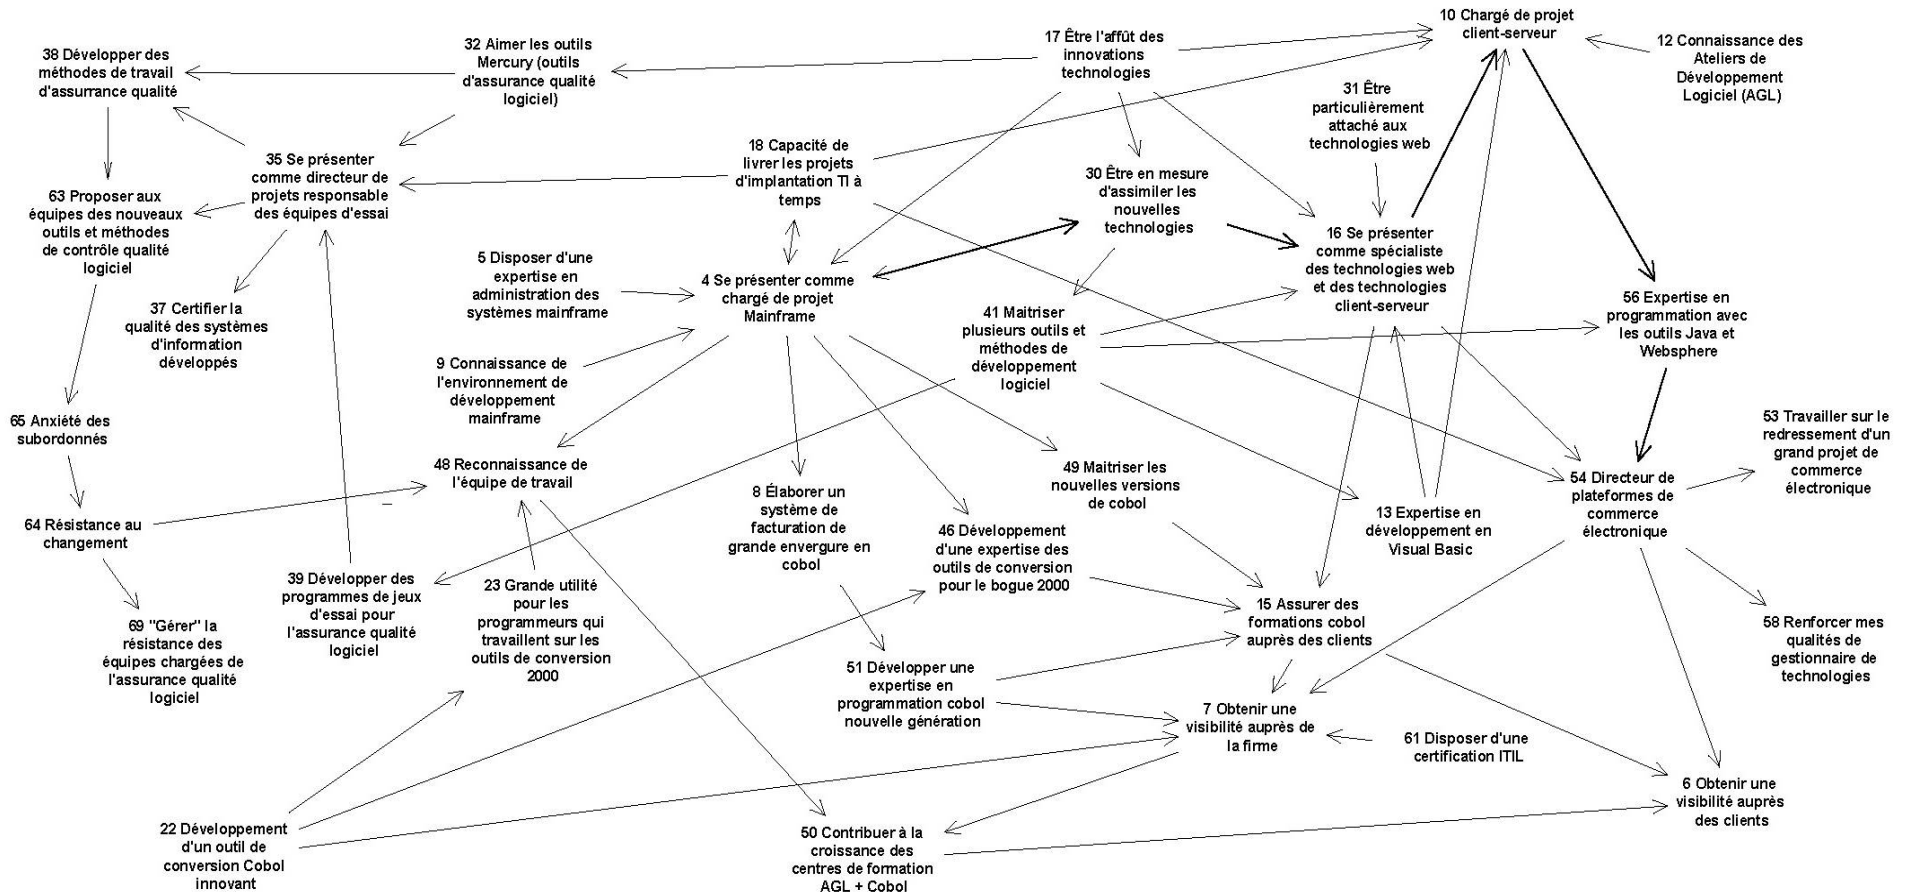 10 Chargé de projet
client-serveur
17 Être l'affût des
innovations
technologies
12 Connaissance des
Ateliers de
Développement
Logiciel (AGL)
32 Aimer les outils
Mercury (outils
d'assurance qualité
logiciel)
38 Développer des
méthodes de travail
d'assurrance qualité
31 Être
particulièrement
attaché aux
technologies web
18 Capacité de
livrer les projets
d'implantation TI à
temps
35 Se présenter
comme directeur de
projets responsable
des équipes d'essai
30 Être en mesure
d'assimiler les
nouvelles
technologies
63 Proposer aux
équipes des nouveaux
outils et méthodes
de contrôle qualité
logiciel
16 Se présenter
comme spécialiste
des technologies web
et des technologies
client-serveur
5 Disposer d'une
expertise en
administration des
systèmes mainframe
4 Se présenter comme
chargé de projet
Mainframe
37 Certifier la
qualité des systèmes
d'information
développés
41 Maitriser
plusieurs outils et
méthodes de
développement
logiciel
56 Expertise en
programmation avec
les outils Java et
Websphere
9 Connaissance de
l'environnement de
développement
mainframe
65 Anxiété des
subordonnés
53 Travailler sur le
redressement d'un
grand projet de
commerce
électronique
48 Reconnaissance de
l'équipe de travail
49 Maitriser les
nouvelles versions
de cobol
54 Directeur de
plateformes de
commerce
électronique
8 Élaborer un
système de
facturation de
grande envergure en
cobol
13 Expertise en
développement en
Visual Basic
64 Résistance au
changement
46 Développement
d'une expertise des
outils de conversion
pour le bogue 2000
39 Développer des
programmes de jeux
d'essai pour
l'assurance qualité
logiciel
23 Grande utilité
pour les
programmeurs qui
travaillent sur les
outils de conversion
2000
15 Assurer des
formations cobol
auprès des clients
69 "Gérer" la
résistance des
équipes chargées de
l'assurance qualité
logiciel
58 Renforcer mes
qualités de
gestionnaire de
technologies
51 Développer une
expertise en
programmation cobol
nouvelle génération
7 Obtenir une
visibilité auprès de
la firme
61 Disposer d'une
certification ITIL
6 Obtenir une
visibilité auprès
des clients
22 Développement
d'un outil de
conversion Cobol
innovant
50 Contribuer à la
croissance des
centres de formation
AGL + Cobol